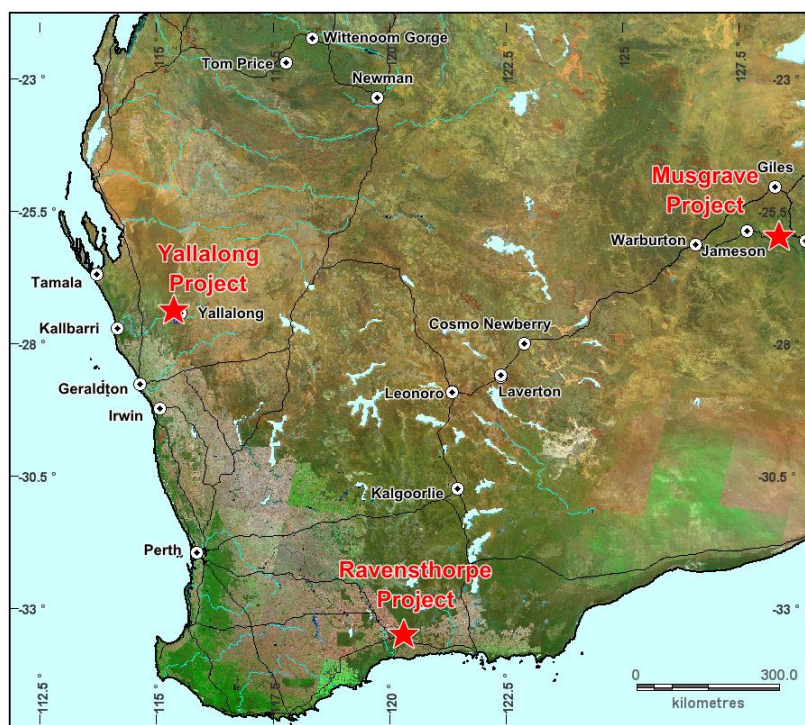 115 °
117.5 °
120 °
122.5 °
125 °
127.5 °
-23 °
-23 °
Wittenoom Gorge
Tom Price
Newman
Musgrave
Project
Giles
-25.5 °
-25.5 °
Warburton
Jameson
Yallalong
Project
Tamala
Yallalong
Kallbarri
-28 °
-28 °
Cosmo Newberry
Geraldton
Leonoro
Laverton
Irwin
-30.5 °
-30.5 °
Kalgoorlie
Perth
Ravensthorpe
Project
-33 °
-33 °
0
300.0
kilometres
-112.5 °
115 °
117.5 °
120 °
122.5 °